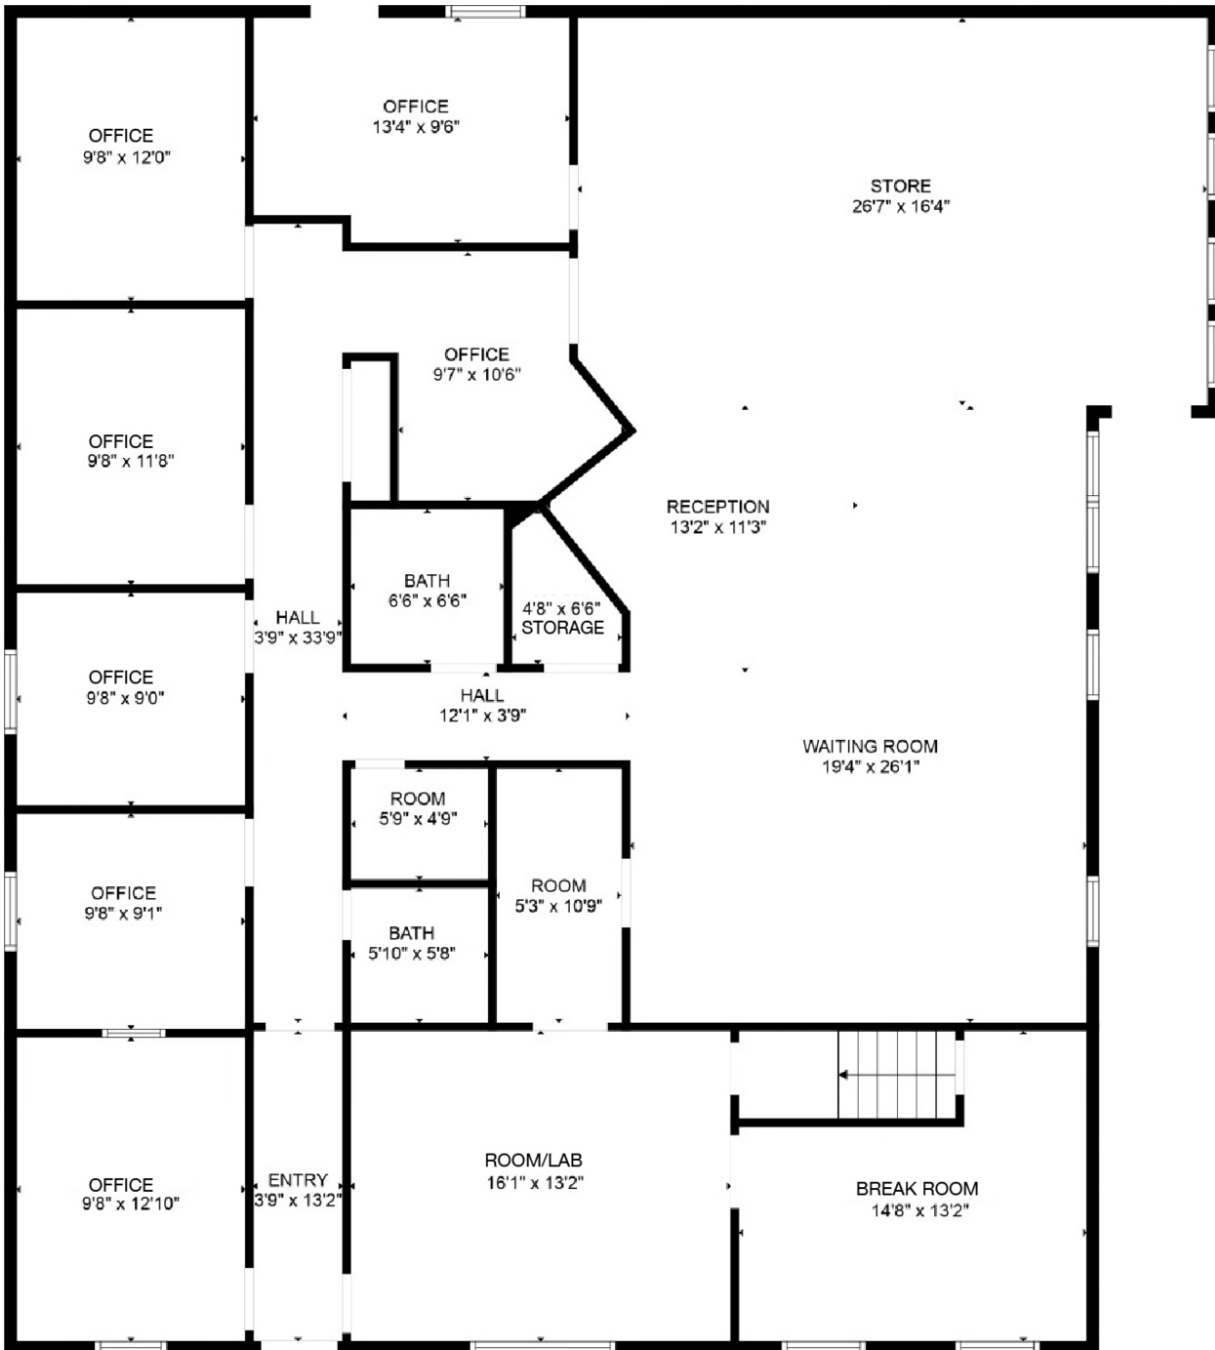 OFFICE
13'4" x 9'6"
OFFICE
9'8" x 12'0"
STORE
26'7" x 16'4"
OFFICE
9'7" x 10'6"
OFFICE
9'8" x 11'8"
RECEPTION
13'2" x 11'3"
BATH
6'6" x 6'6"
4'8" x 6'6"
STORAGE
HALL
3'9" x 33'9"
OFFICE
9'8" x 9'0"
HALL
12'1" x 3'9"
WAITING ROOM
19'4" x 26'1"
ROOM
5'9" x 4'9"
OFFICE
9'8" x 9'1"
ROOM
5'3" x 10'9"
BATH
5'10" x 5'8"
ROOM/LAB
16'1" x 13'2"
OFFICE
9'8" x 12'10"
ENTRY
3'9" x 13'2"
BREAK ROOM
14'8" x 13'2"